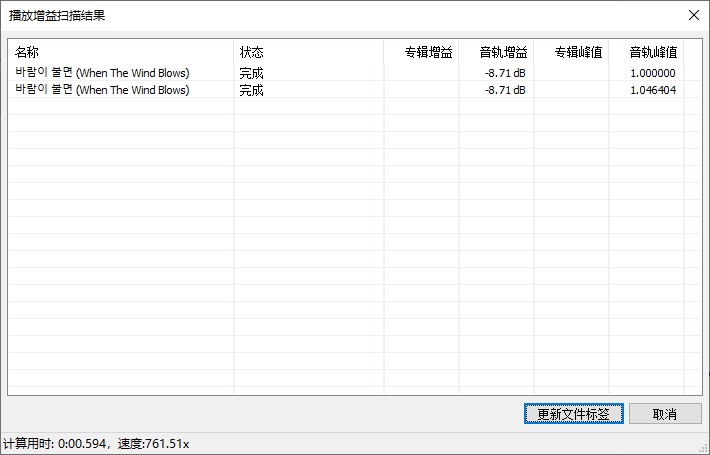 播放增益扫描结果
名称 状态 专辑增益 音轨增益 专辑峰值 音轨峰值
바람이 불면 (When The Wind Blows) 完成 -8.71 dB 1.000000
바람이 불면 (When The Wind Blows) 完成 -8.71 dB 1.046404
更新文件标签 取消
计算用时: 0:00.594，速度:761.51x